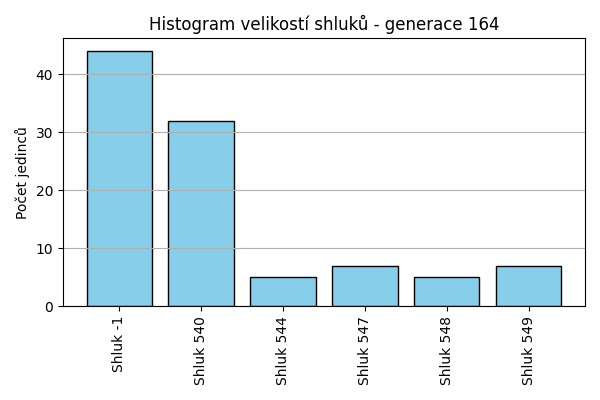 Histogram velikostí shluků - generace 164
Počet jedinců
40
30
20
10
0
Shluk -1
Shluk 540
Shluk 544
Shluk 547
Shluk 548
Shluk 549